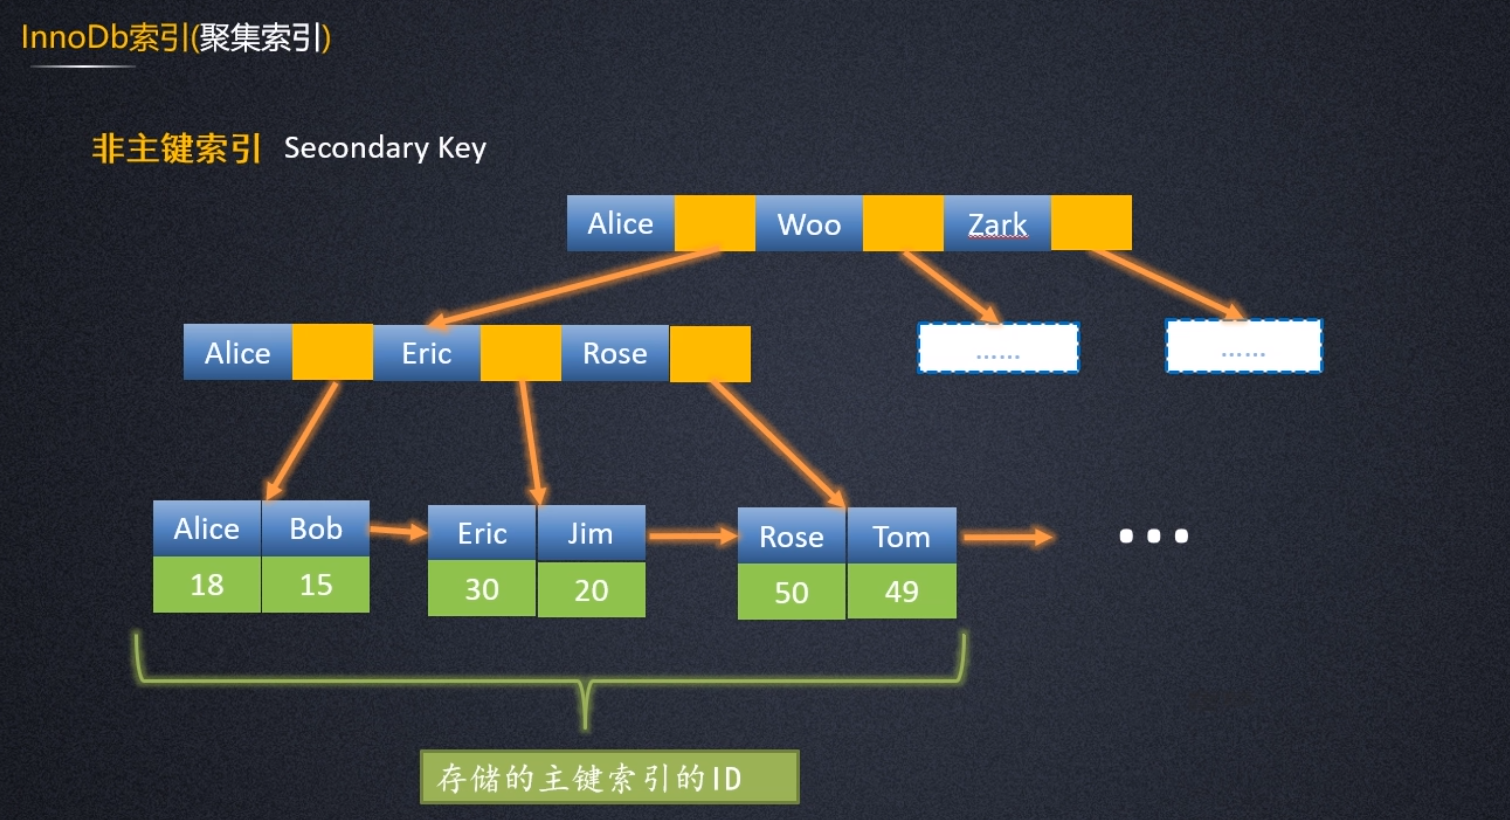 InnoDb索引(聚集索引)
非主键索引 Secondary Key
Alice Woo Zark
Alice Eric Rose
......
......
Alice Bob Eric Jim Rose Tom
18 15 30 20 50 49
存储的主键索引的ID